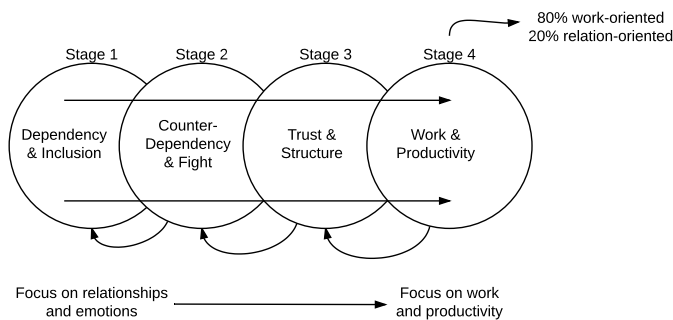 80% work-oriented
20% relation-oriented
Stage 1
Stage 2
Stage 3
Stage 4
Dependency
& Inclusion
Counter-
Dependency
& Fight
Trust &
Structure
Work &
Productivity
Focus on relationships
and emotions
Focus on work
and productivity